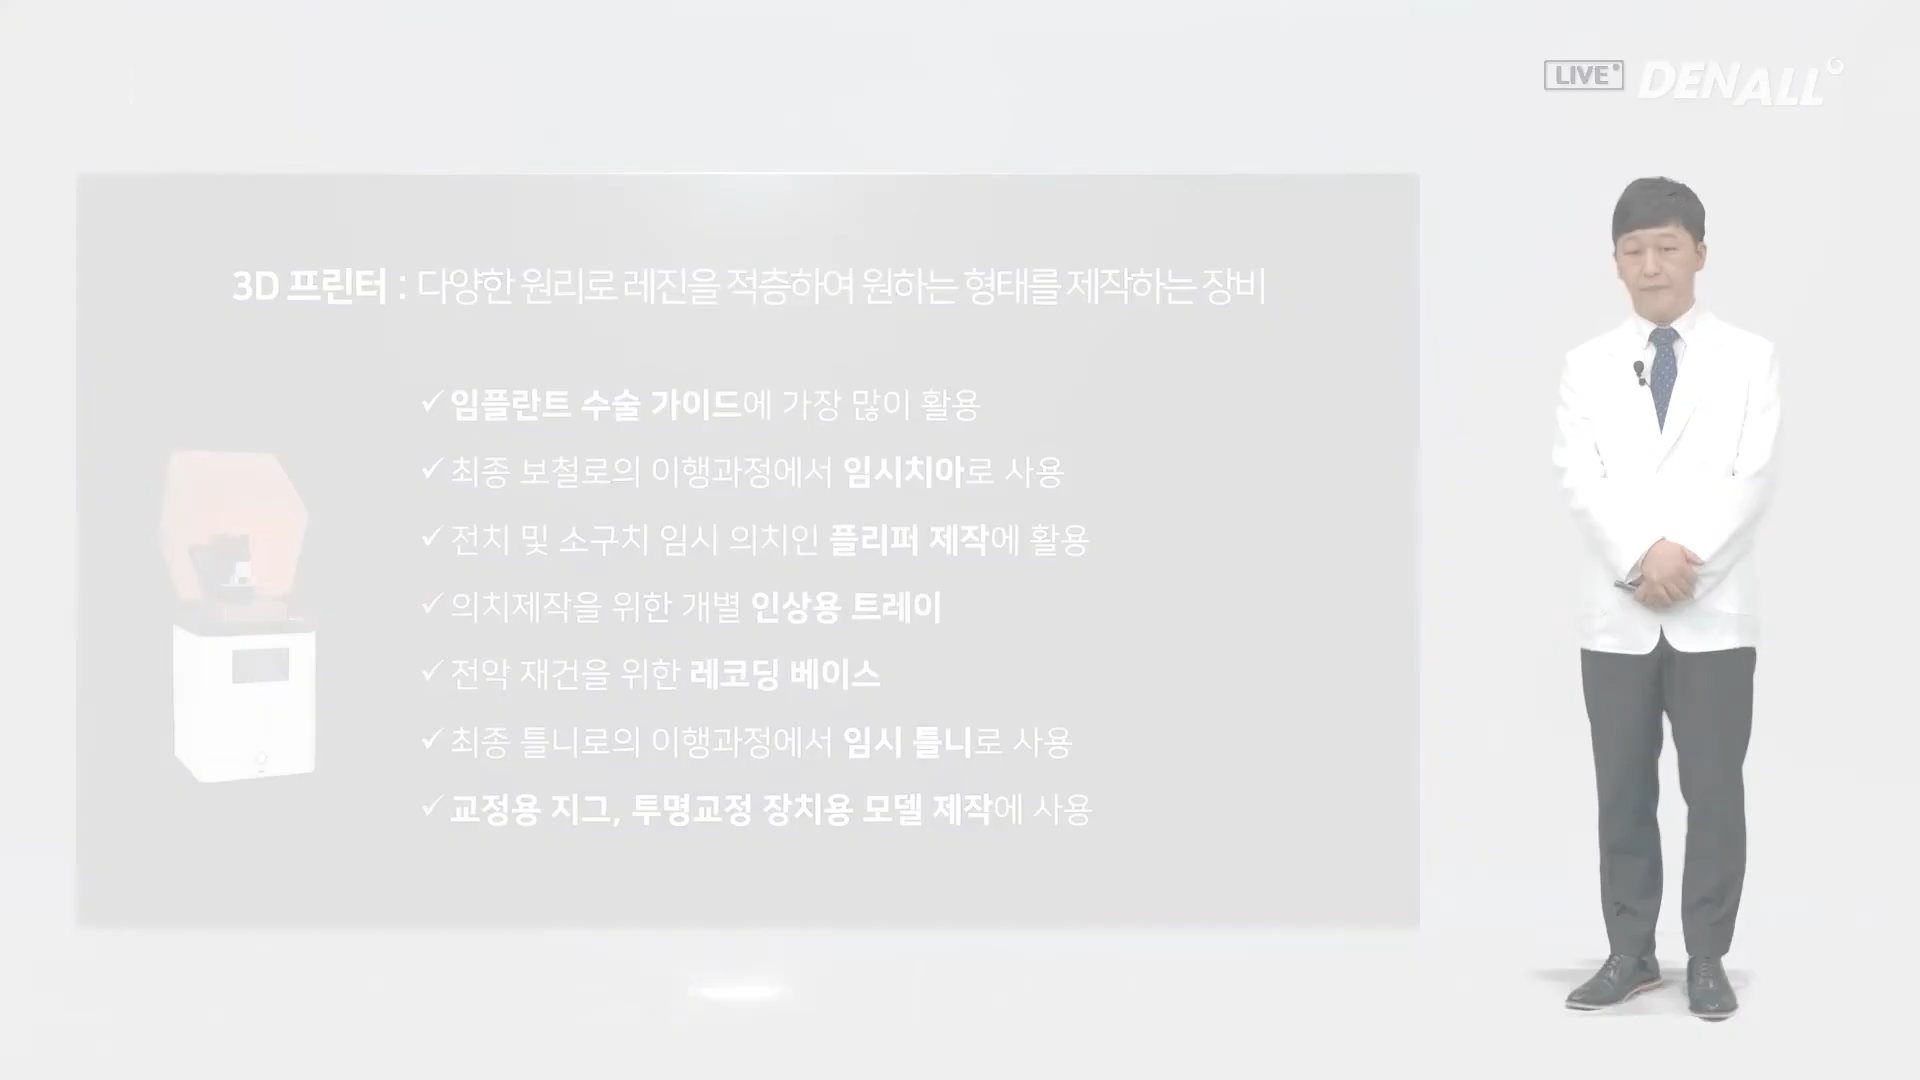 LIVE DENALL
3D 프린터 : 다양한 원리로 레진을 적층하여 원하는 형태를 제작하는 장비
✓ 임플란트 수술 가이드에 가장 많이 활용
✓ 최종 보철로의 이행과정에서 임시치아로 사용
✓ 전치 및 소구치 임시 의치인 플리퍼 제작에 활용
✓ 의치제작을 위한 개별 인상용 트레이
✓ 전악 재건을 위한 레코딩 베이스
✓ 최종 틀니로의 이행과정에서 임시 틀니로 사용
✓ 교정용 지그, 투명교정 장치용 모델 제작에 사용